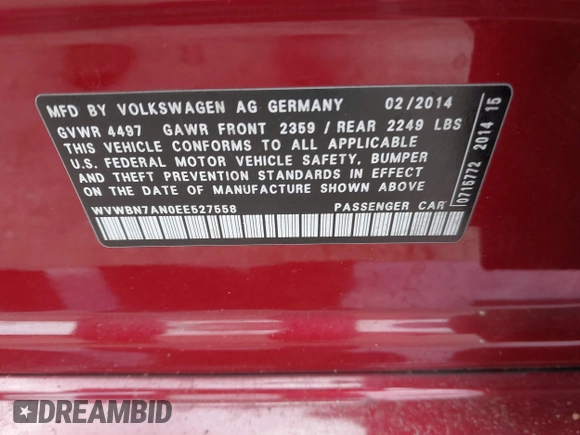 MFD BY VOLKSWAGEN AG GERMANY 02/2014
GVWR 4497 GAWR FRONT 2359 / REAR 2249 LBS
THIS VEHICLE CONFORMS TO ALL APPLICABLE
U.S. FEDERAL MOTOR VEHICLE SAFETY, BUMPER
AND THEFT PREVENTION STANDARDS IN EFFECT
ON THE DATE OF MANUFACTURE SHOWN ABOVE
WVWBN7AN0EE527558 PASSENGER CAR
0716772 2014 15
DREAMBID